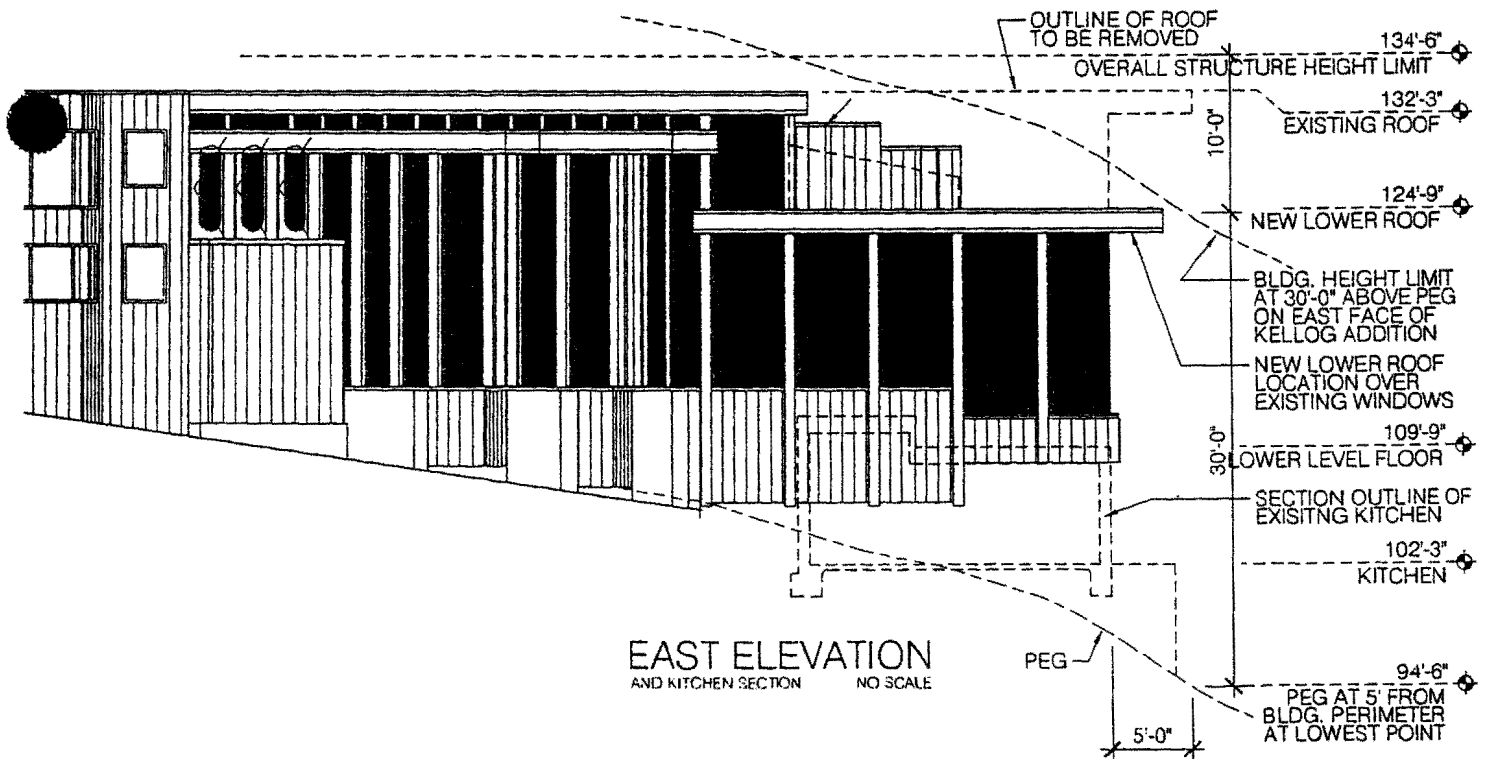 OUTLINE OF ROOF
TO BE REMOVED
134'-6"
OVERALL STRUCTURE HEIGHT LIMIT
132'-3"
EXISTING ROOF
10'-0"
124'-9"
NEW LOWER ROOF
BLDG. HEIGHT LIMIT
AT 30'-0" ABOVE PEG
ON EAST FACE OF
KELLOG ADDITION
NEW LOWER ROOF
LOCATION OVER
EXISTING WINDOWS
109'-9"
LOWER LEVEL FLOOR
30'-0"
SECTION OUTLINE OF
EXISITNG KITCHEN
102'-3"
KITCHEN
EAST ELEVATION
AND KITCHEN SECTION NO SCALE
PEG
94'-6"
PEG AT 5' FROM
BLDG. PERIMETER
AT LOWEST POINT
5'-0"